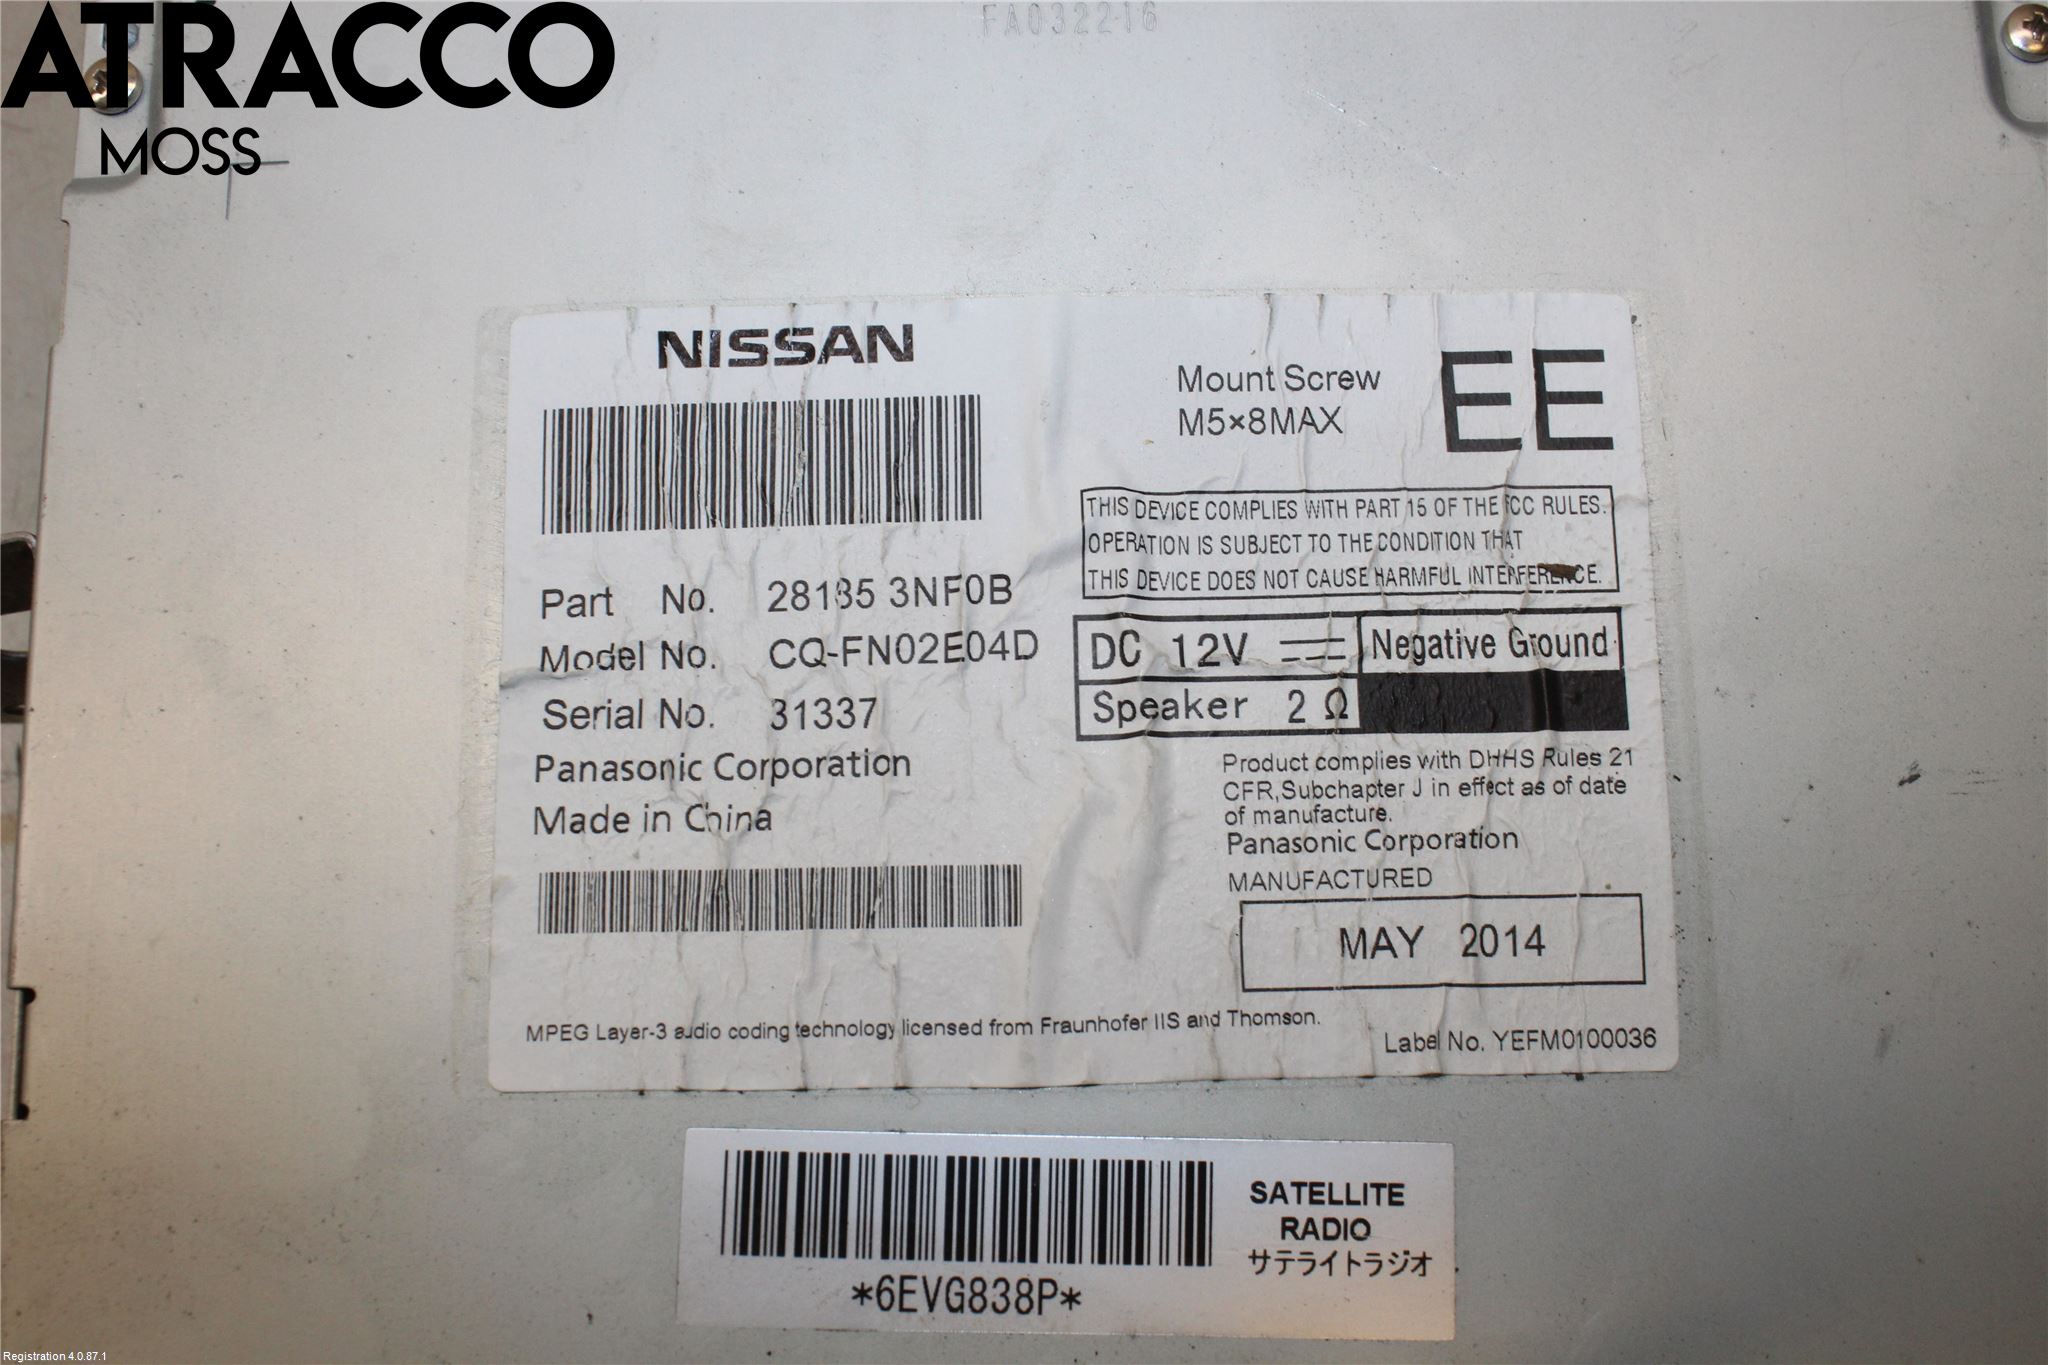 ATRACCO
MOSS
FA032216
NISSAN
Mount Screw
M5×8MAX
EE
THIS DEVICE COMPLIES WITH PART 15 OF THE FCC RULES.
OPERATION IS SUBJECT TO THE CONDITION THAT
THIS DEVICE DOES NOT CAUSE HARMFUL INTERFERENCE.
Part No. 28185 3NF0B
Model No. CQ-FN02E04D
Serial No. 31337
Panasonic Corporation
Made in China
DC 12V Negative Ground
Speaker 2 Ω
Product complies with DHHS Rules 21
CFR,Subchapter J in effect as of date
of manufacture.
Panasonic Corporation
MANUFACTURED
MAY 2014
MPEG Layer-3 audio coding technology licensed from Fraunhofer IIS and Thomson.
Label No. YEFM0100036
SATELLITE
RADIO
サテライトラジオ
*6EVG838P*
Registration 4.0.87.1